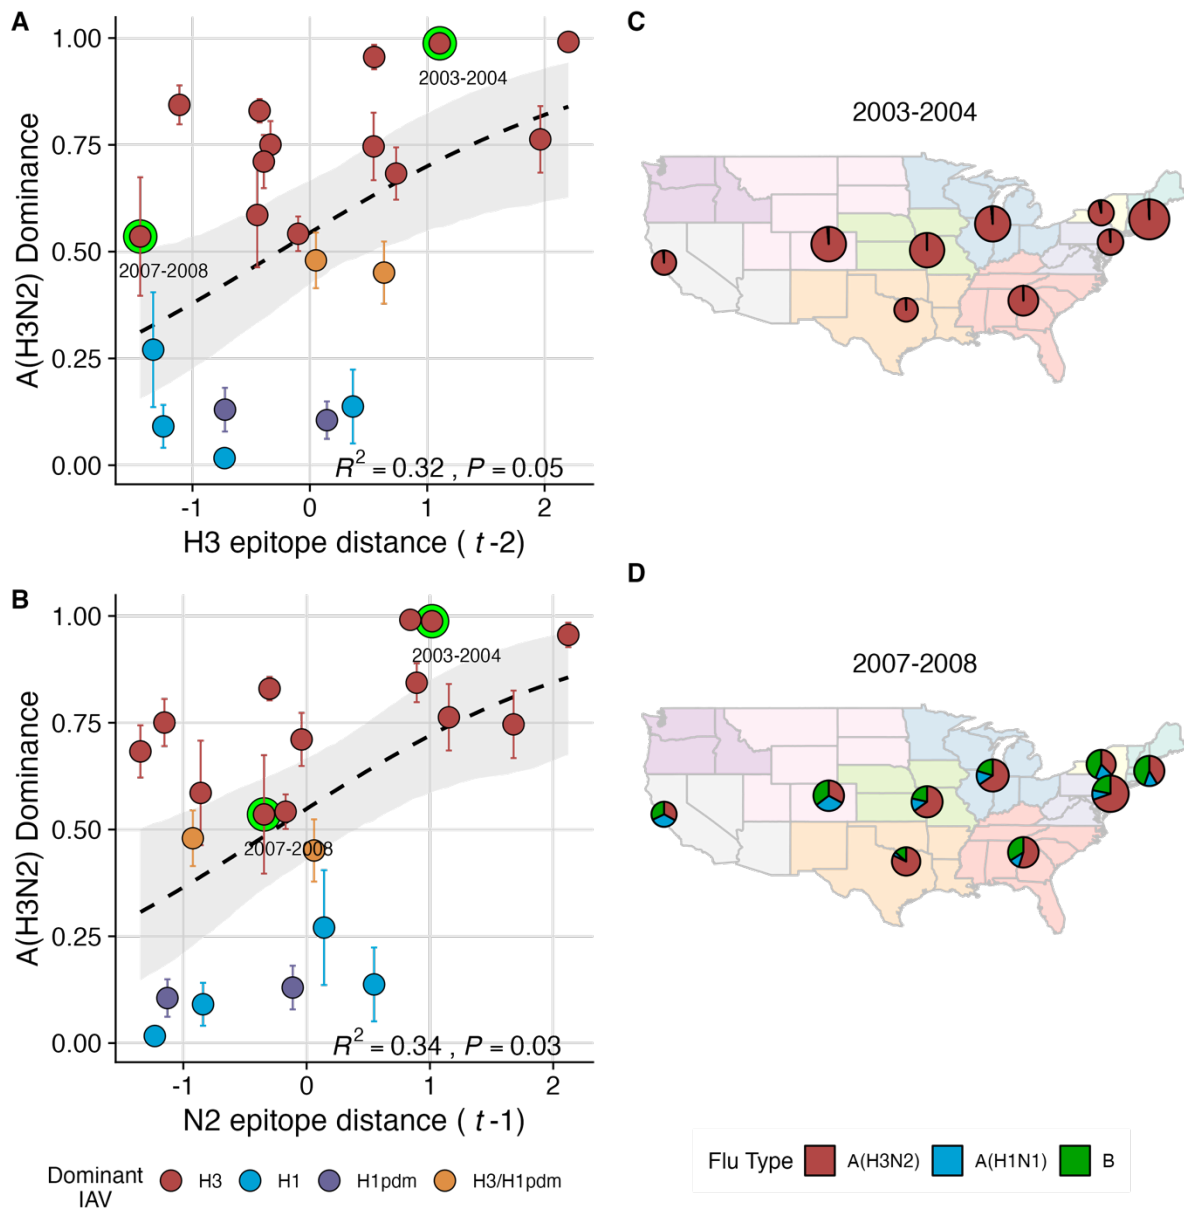 A
1.00
0.75
0.50
0.25
0.00
A(H3N2) Dominance
2003-2004
2007-2008
R² = 0.32 , P = 0.05
-1 0 1 2
H3 epitope distance ( t -2)
B
1.00
0.75
0.50
0.25
0.00
A(H3N2) Dominance
2003-2004
2007-2008
R² = 0.34 , P = 0.03
-1 0 1 2
N2 epitope distance ( t -1)
Dominant
IAV
H3 H1 H1pdm H3/H1pdm
C
2003-2004
D
2007-2008
Flu Type A(H3N2) A(H1N1) B